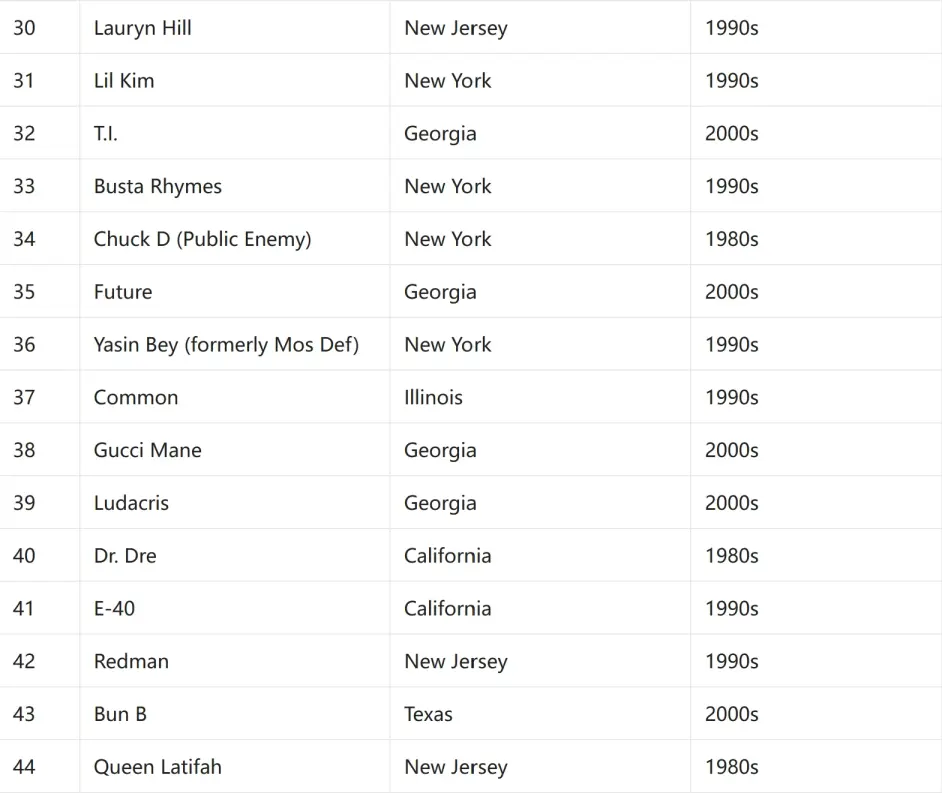 30 Lauryn Hill New Jersey 1990s
31 Lil Kim New York 1990s
32 T.I. Georgia 2000s
33 Busta Rhymes New York 1990s
34 Chuck D (Public Enemy) New York 1980s
35 Future Georgia 2000s
36 Yasin Bey (formerly Mos Def) New York 1990s
37 Common Illinois 1990s
38 Gucci Mane Georgia 2000s
39 Ludacris Georgia 2000s
40 Dr. Dre California 1980s
41 E-40 California 1990s
42 Redman New Jersey 1990s
43 Bun B Texas 2000s
44 Queen Latifah New Jersey 1980s